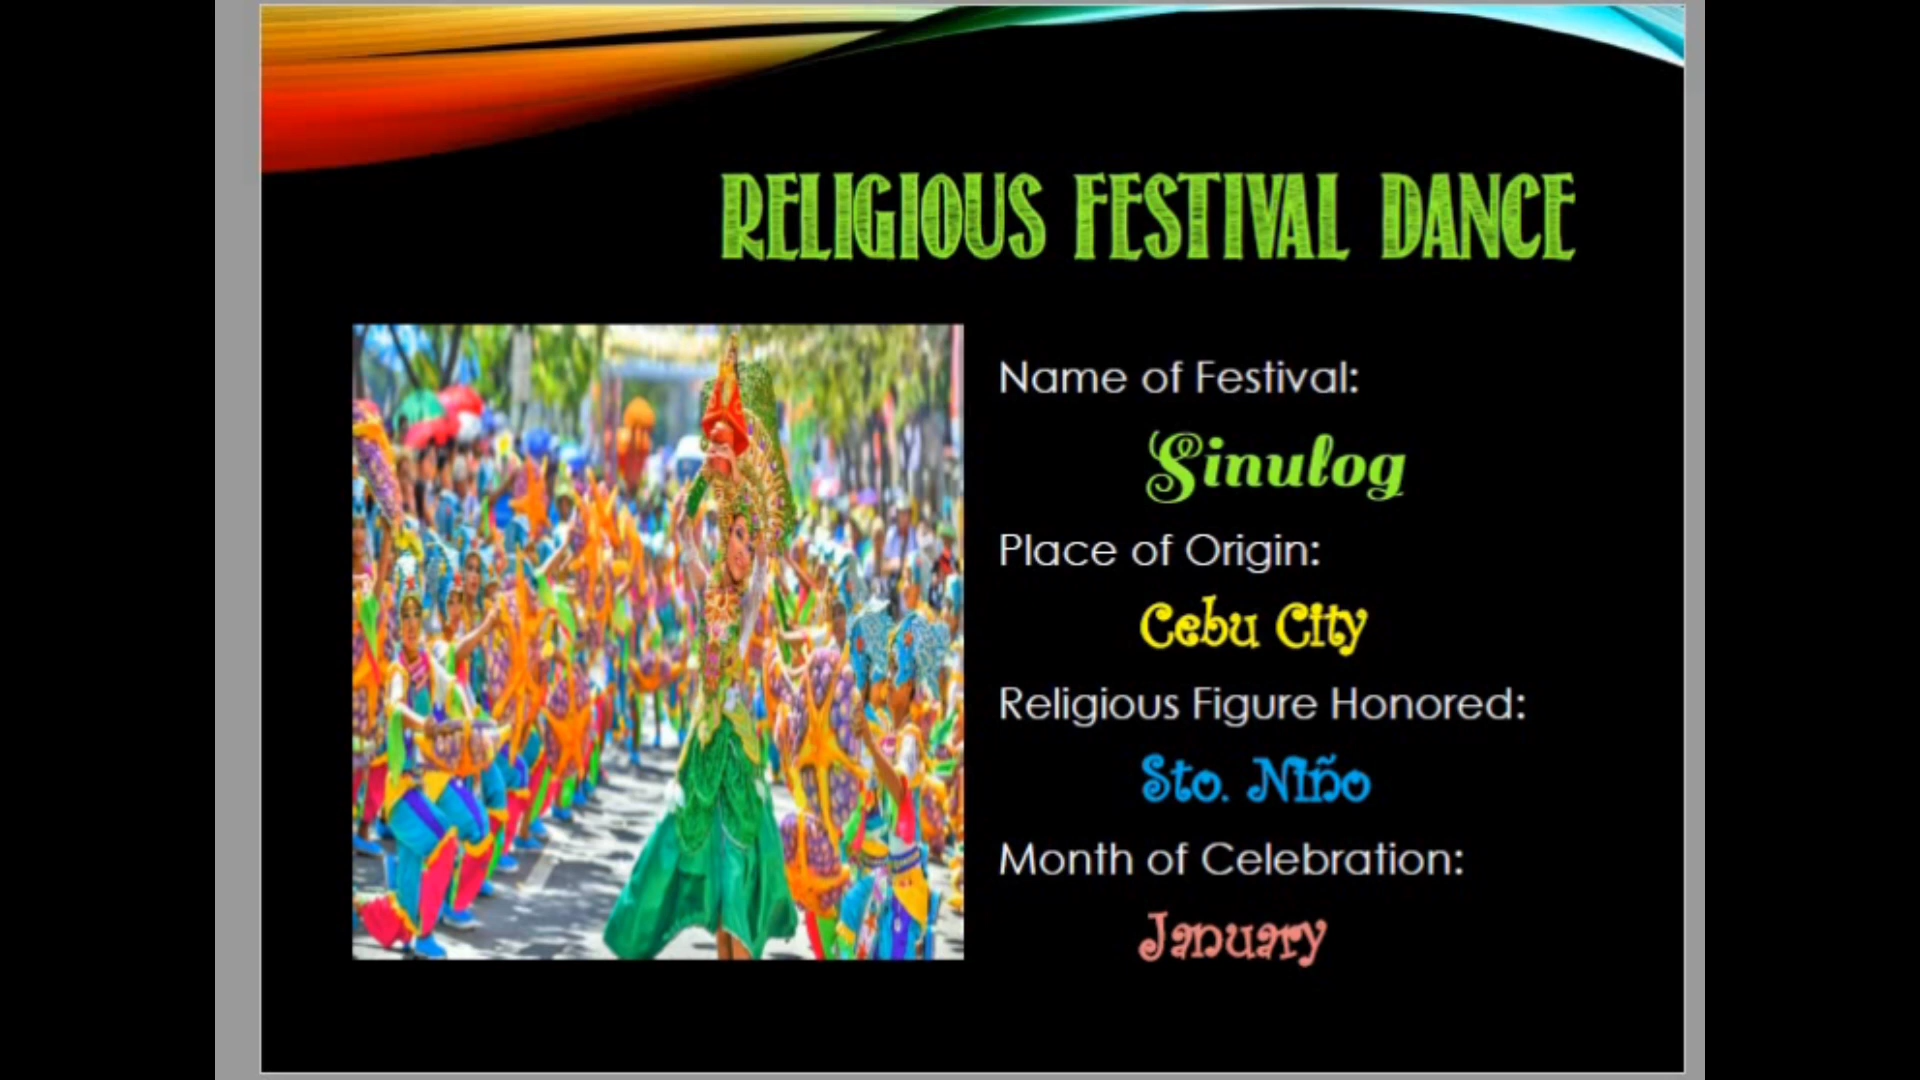 RELIGIOUS FESTIVAL DANCE
Name of Festival:
Sinulog
Place of Origin:
Cebu City
Religious Figure Honored:
Sto. Niño
Month of Celebration:
January